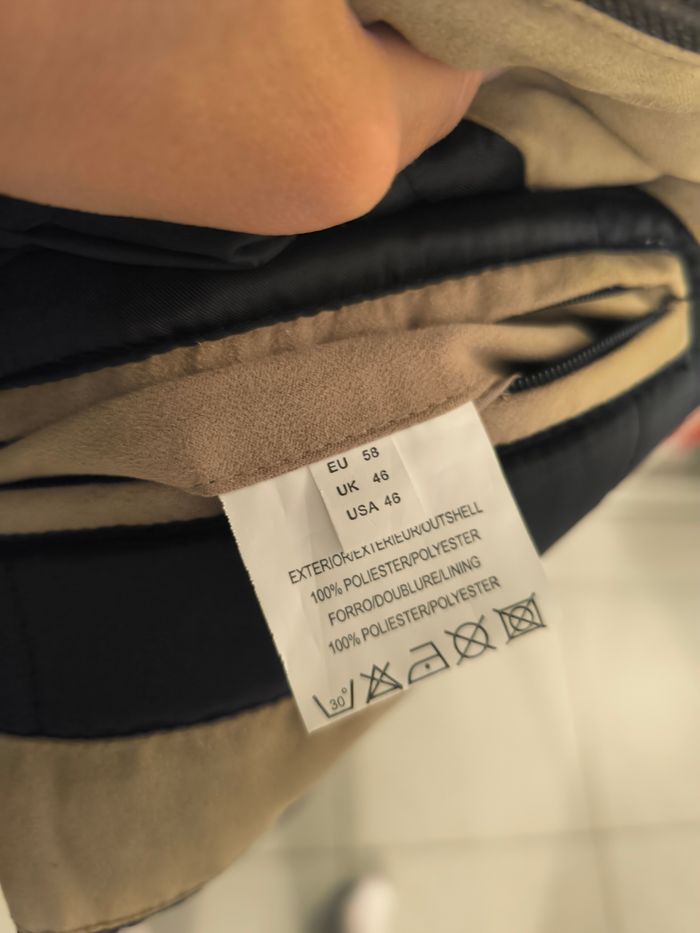 EU 58
UK 46
USA 46
EXTERIOR/EXTERIEUR/OUTSHELL
100% POLIESTER/POLYESTER
FORRO/DOUBLURE/LINING
100% POLIESTER/POLYESTER
30°